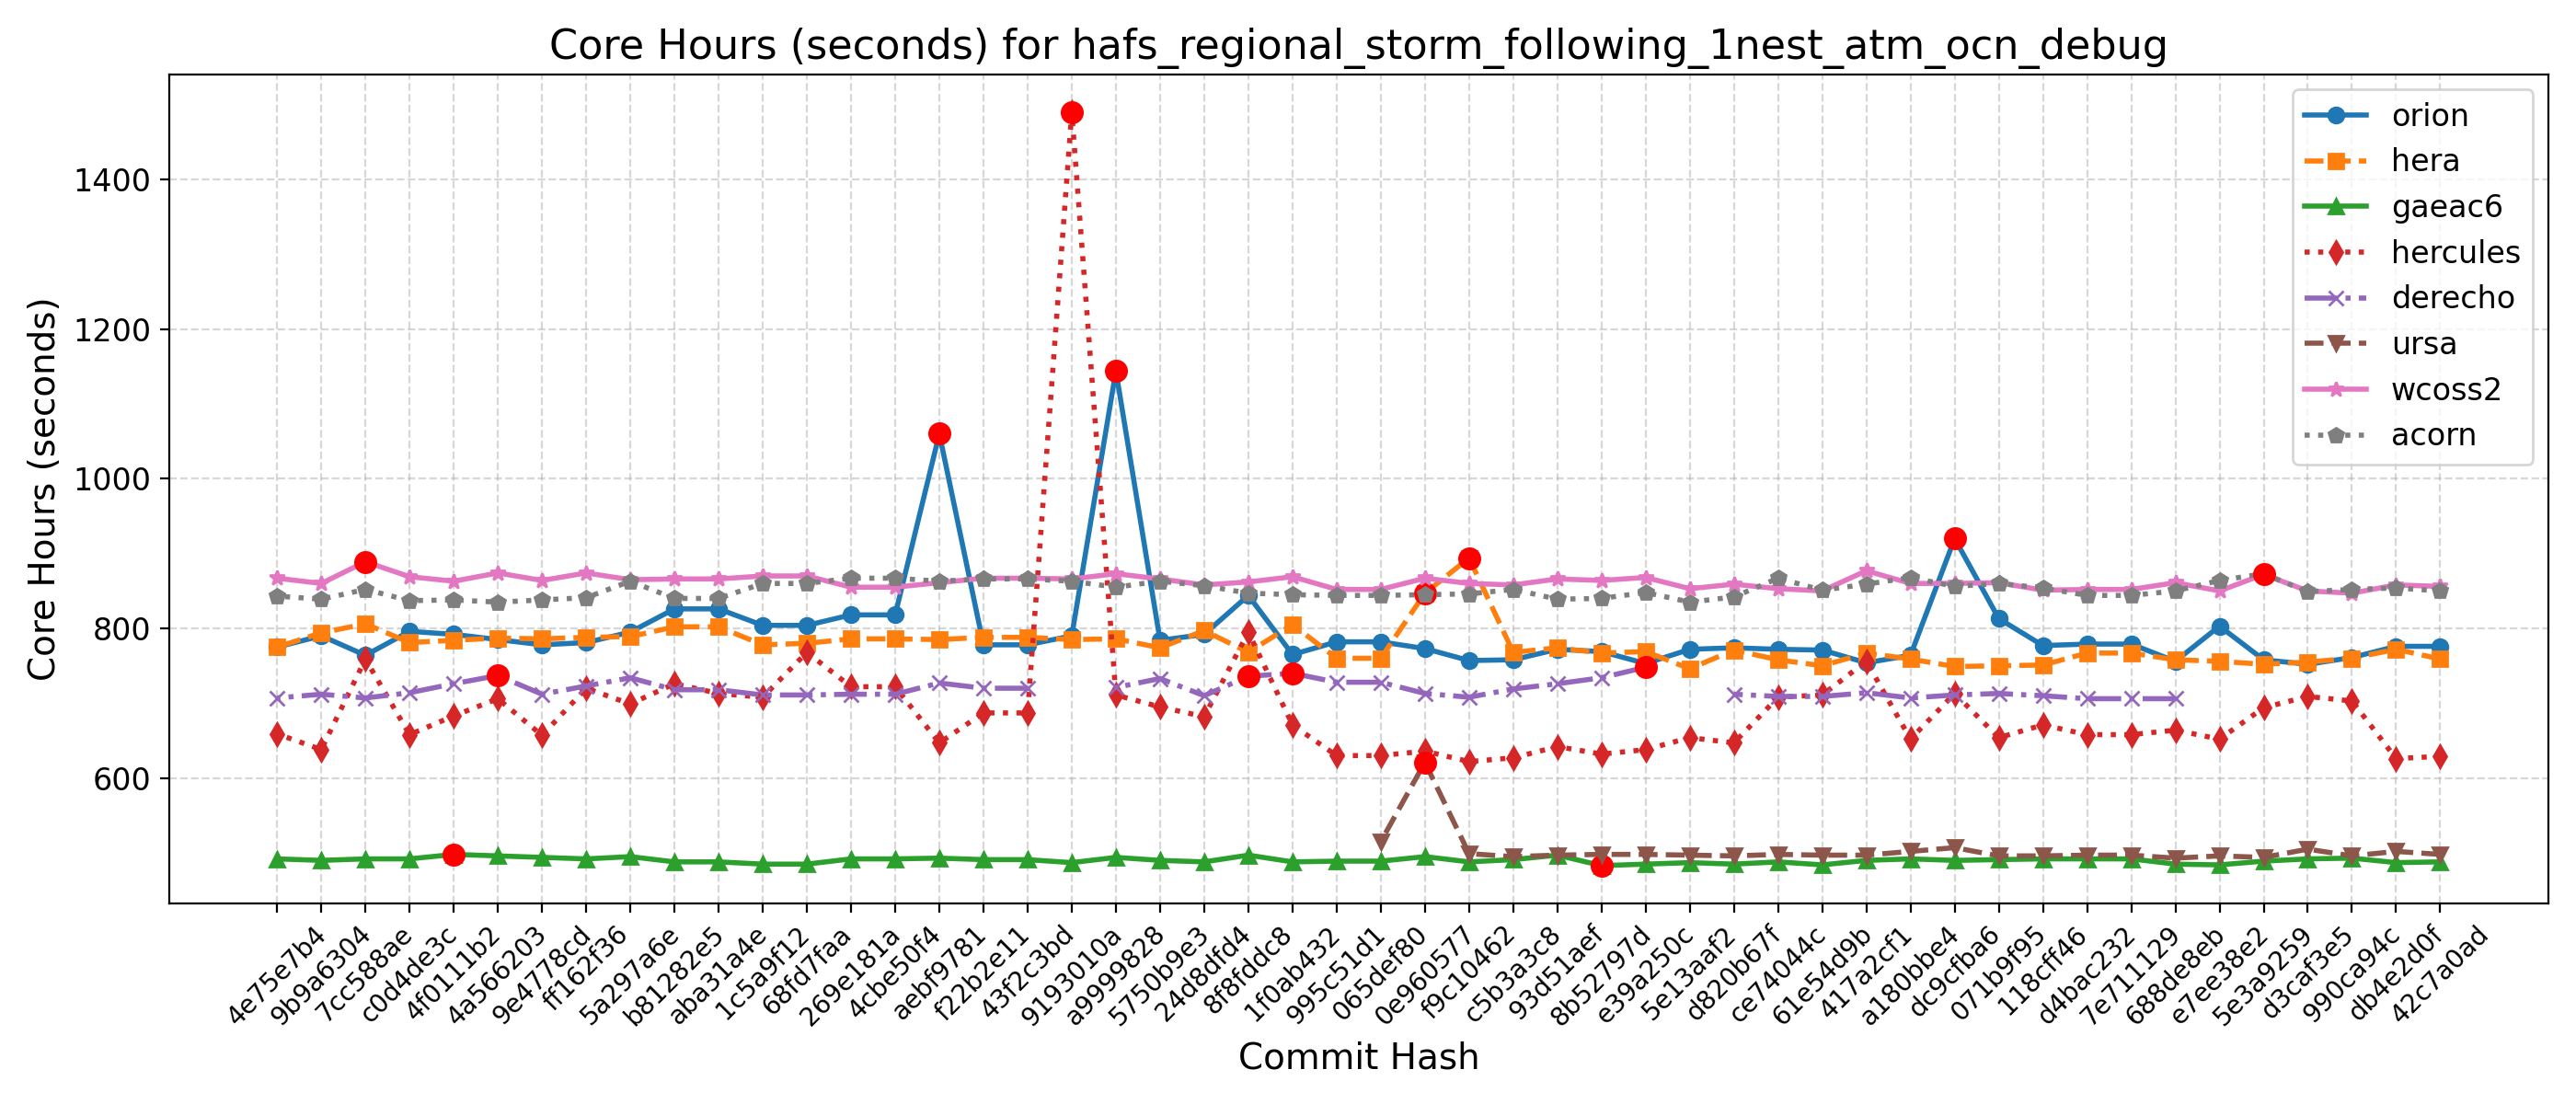 Core Hours (seconds) for hafs_regional_storm_following_1nest_atm_ocn_debug
Core Hours (seconds)
1400
1200
1000
800
600
orion
hera
gaeac6
hercules
derecho
ursa
wcoss2
acorn
4e75e7b4
9b9a6304
7cc588ae
c0d4de3c
4f0111b2
4a566203
9e4778cd
ff162f36
5a297a6e
b81282e5
aba31a4e
1c5a9f12
68fd7faa
269e181a
4cbe50f4
aebf9781
f22b2e11
43f2c3bd
9193010a
a9999828
5750b9e3
24d8dfd4
8f8fddc8
1f0ab432
995c51d1
065def80
0e960577
f9c10462
c5b3a3c8
93d51aef
8b52797d
e39a250c
5e13aaf2
d820b67f
ce74044c
61e54d9b
417a2cf1
a180bbe4
dc9cfba6
071b9f95
118cff46
d4bac232
7e711129
688de8eb
e7ee38e2
5e3a9259
d3caf3e5
990ca94c
db4e2d0f
42c7a0ad
Commit Hash